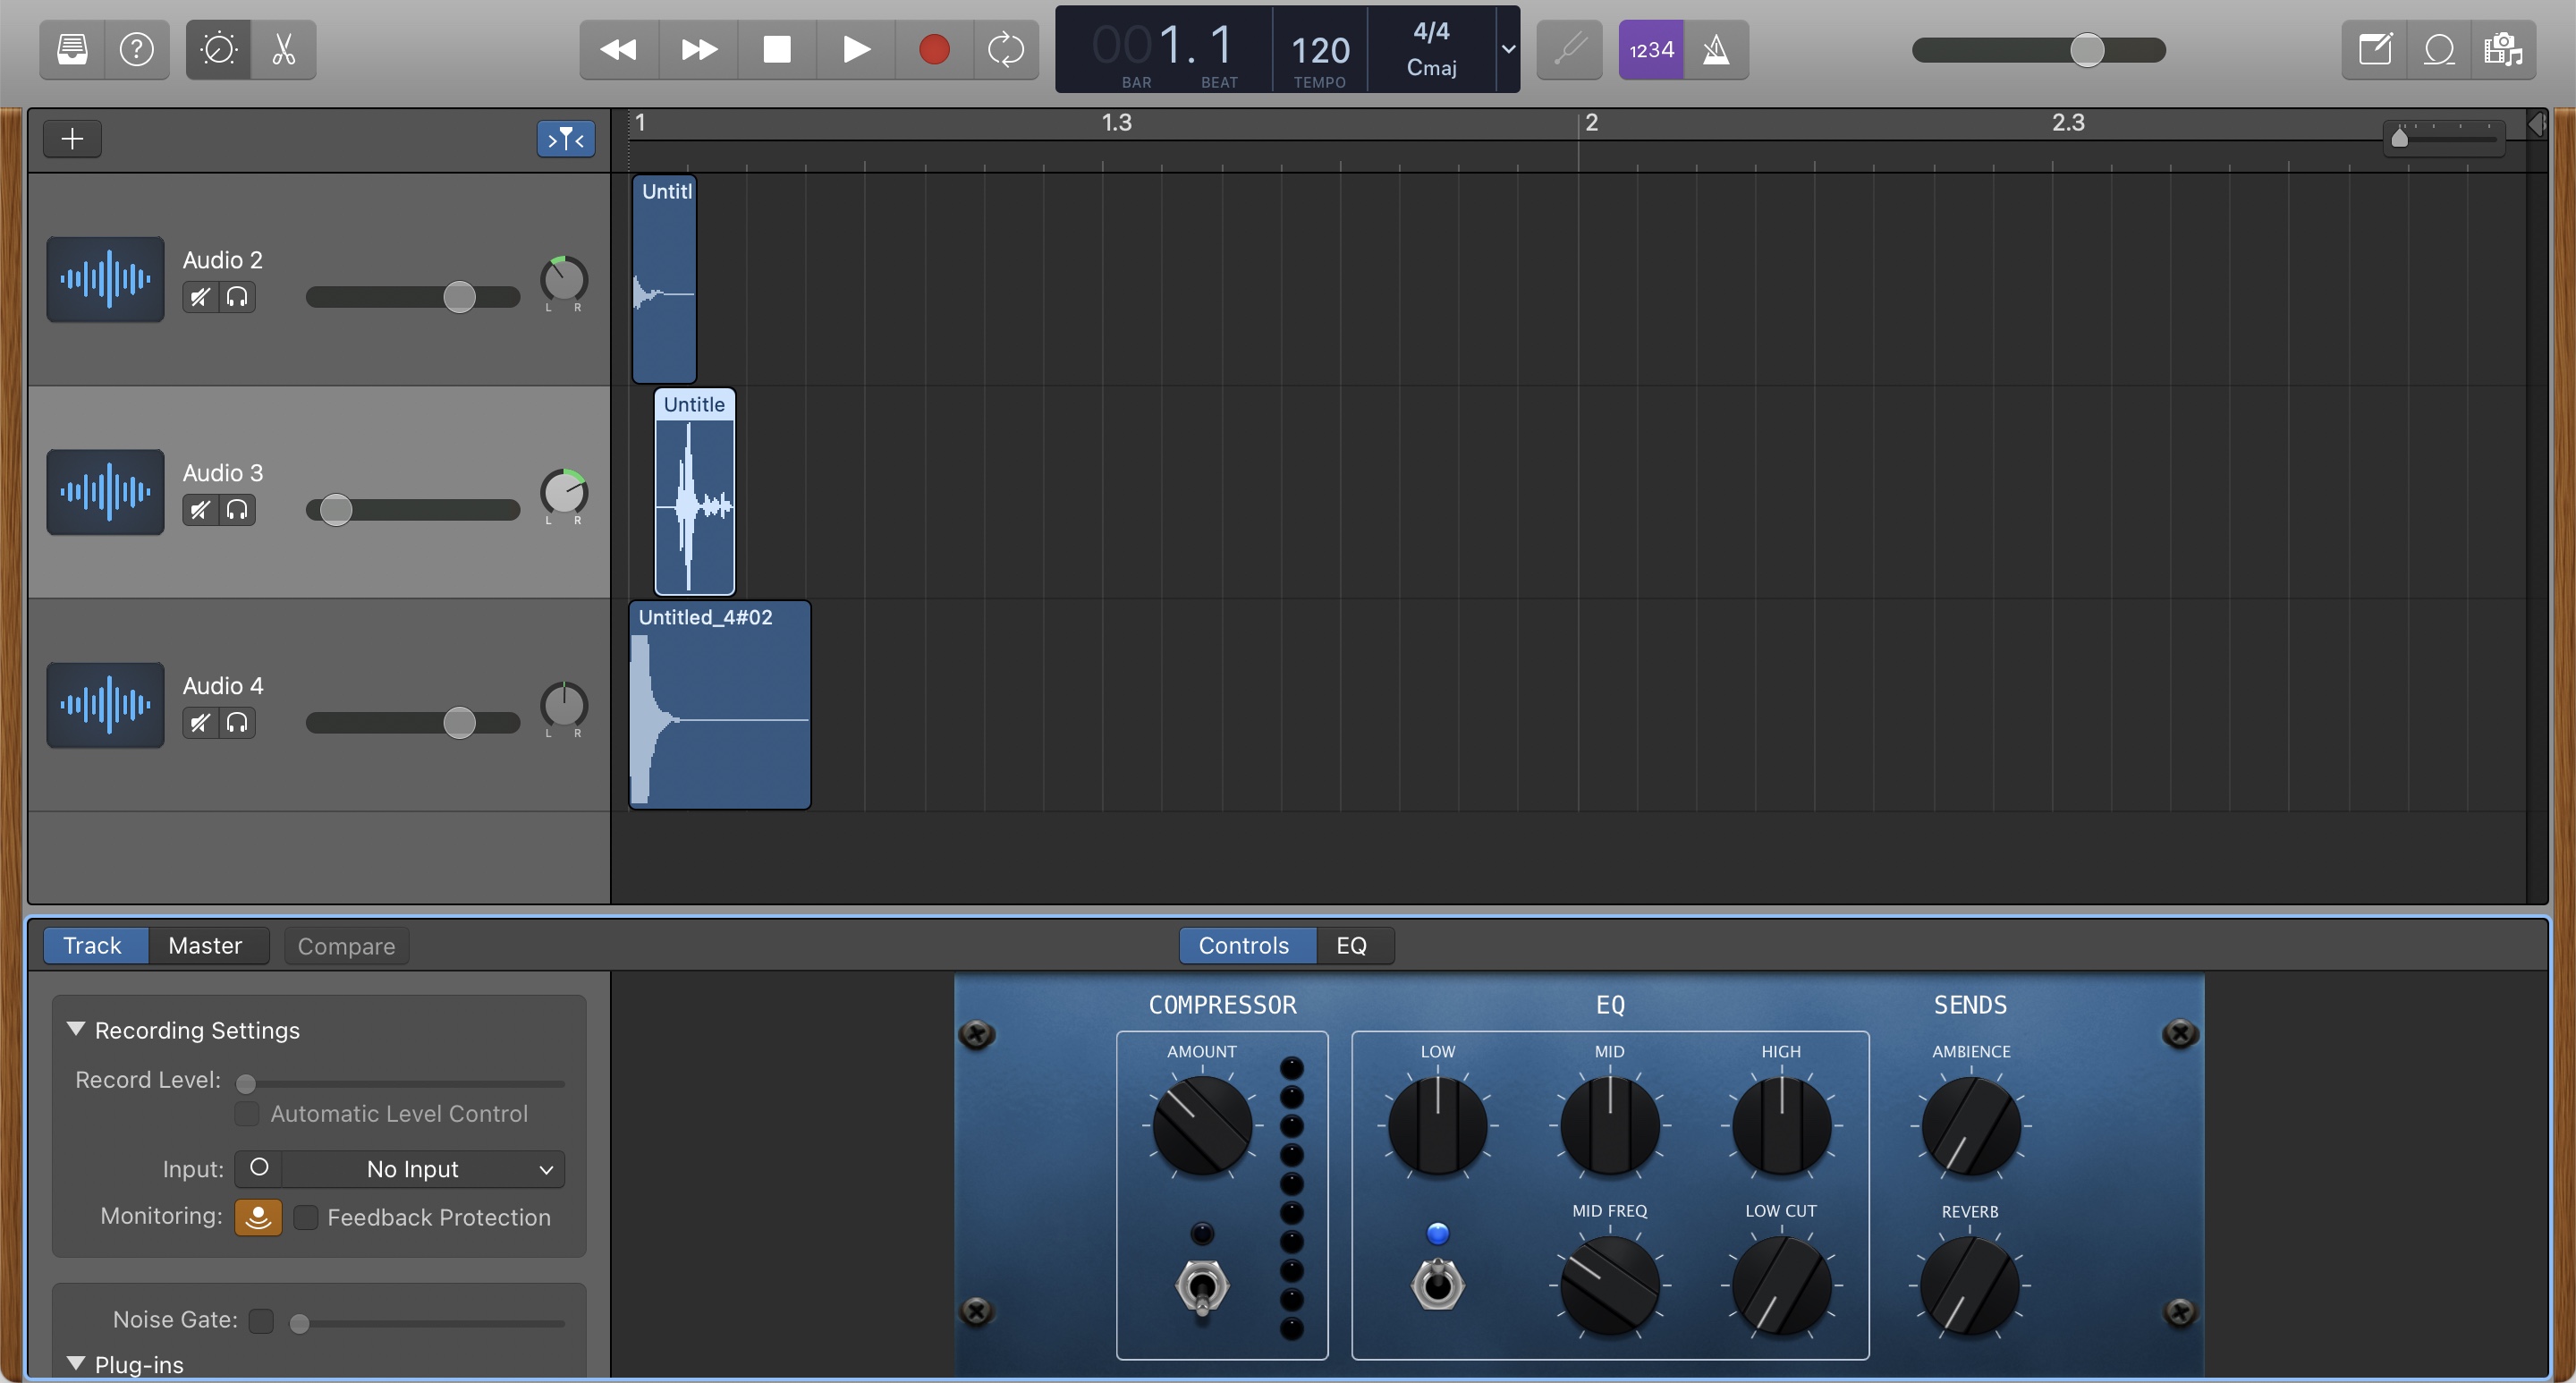 001. 1
BAR
BEAT
120
TEMPO
4/4
Cmaj
1234
1
1.3
2
2.3
Untitl
Audio 2
L R
Untitle
Audio 3
L R
Untitled_4#02
Audio 4
L R
Track
Master
Compare
Controls
EQ
Recording Settings
Record Level:
Automatic Level Control
Input:
No Input
Monitoring:
Feedback Protection
Noise Gate:
Plug-ins
COMPRESSOR
EQ
SENDS
AMOUNT
LOW
MID
HIGH
AMBIENCE
MID FREQ
LOW CUT
REVERB